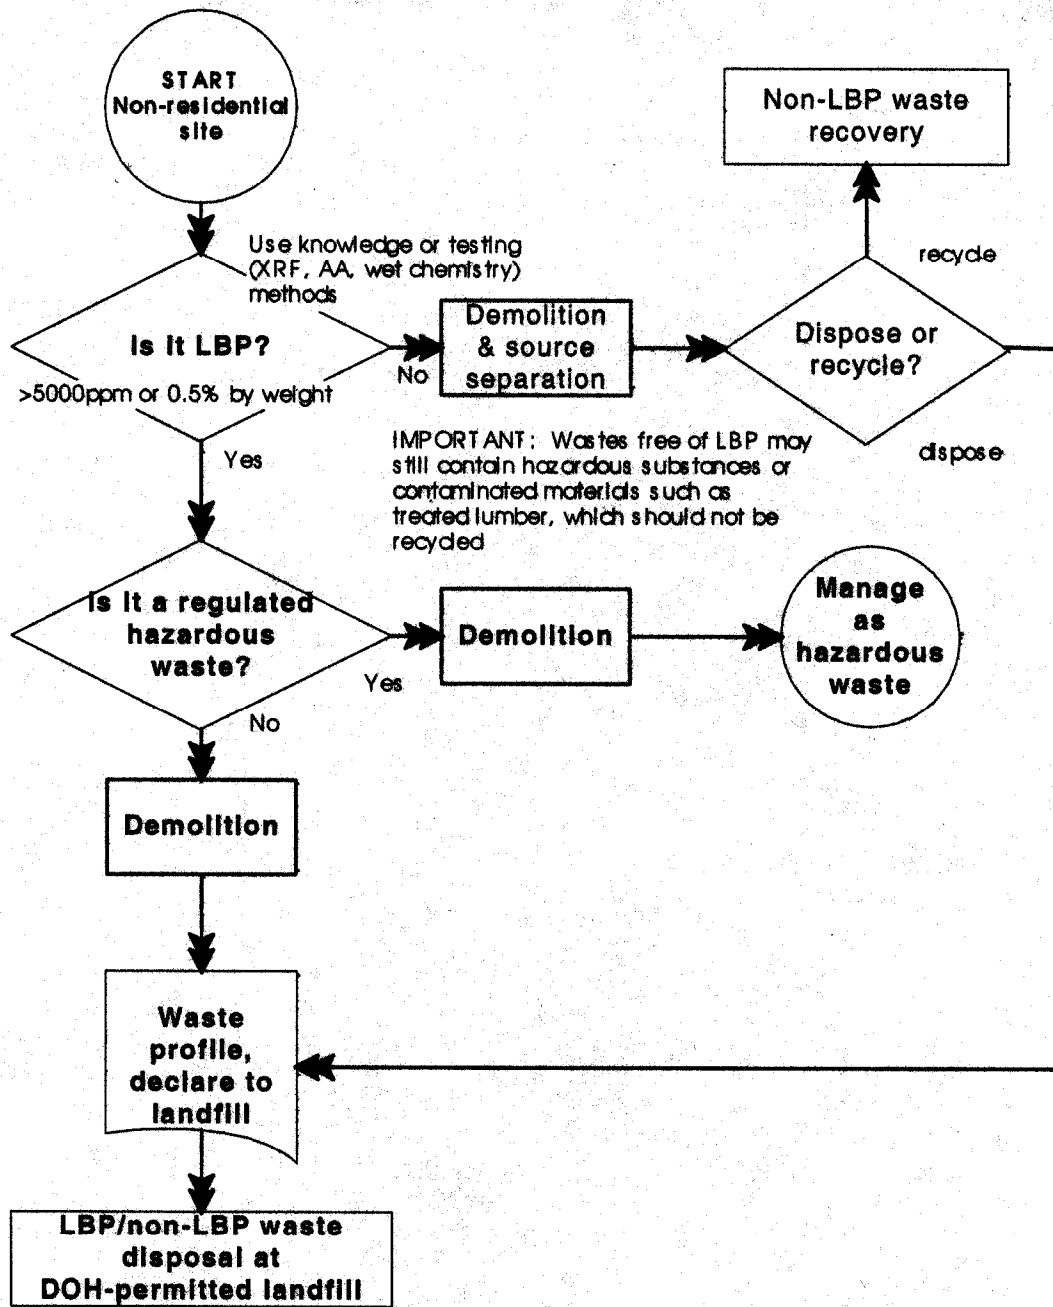 START
Non-residential
site
Non-LBP waste
recovery
Use knowledge or testing
(XRF, AA, wet chemistry)
methods
recycle
Is it LBP?
>5000ppm or 0.5% by weight
No
Demolition
& source
separation
Dispose or
recycle?
dispose
Yes
IMPORTANT: Wastes free of LBP may
still contain hazardous substances or
contaminated materials such as
treated lumber, which should not be
recycled
Is it a regulated
hazardous
waste?
Yes
No
Demolition
Manage
as
hazardous
waste
Demolition
Waste
profile,
declare to
landfill
LBP/non-LBP waste
disposal at
DOH-permitted landfill